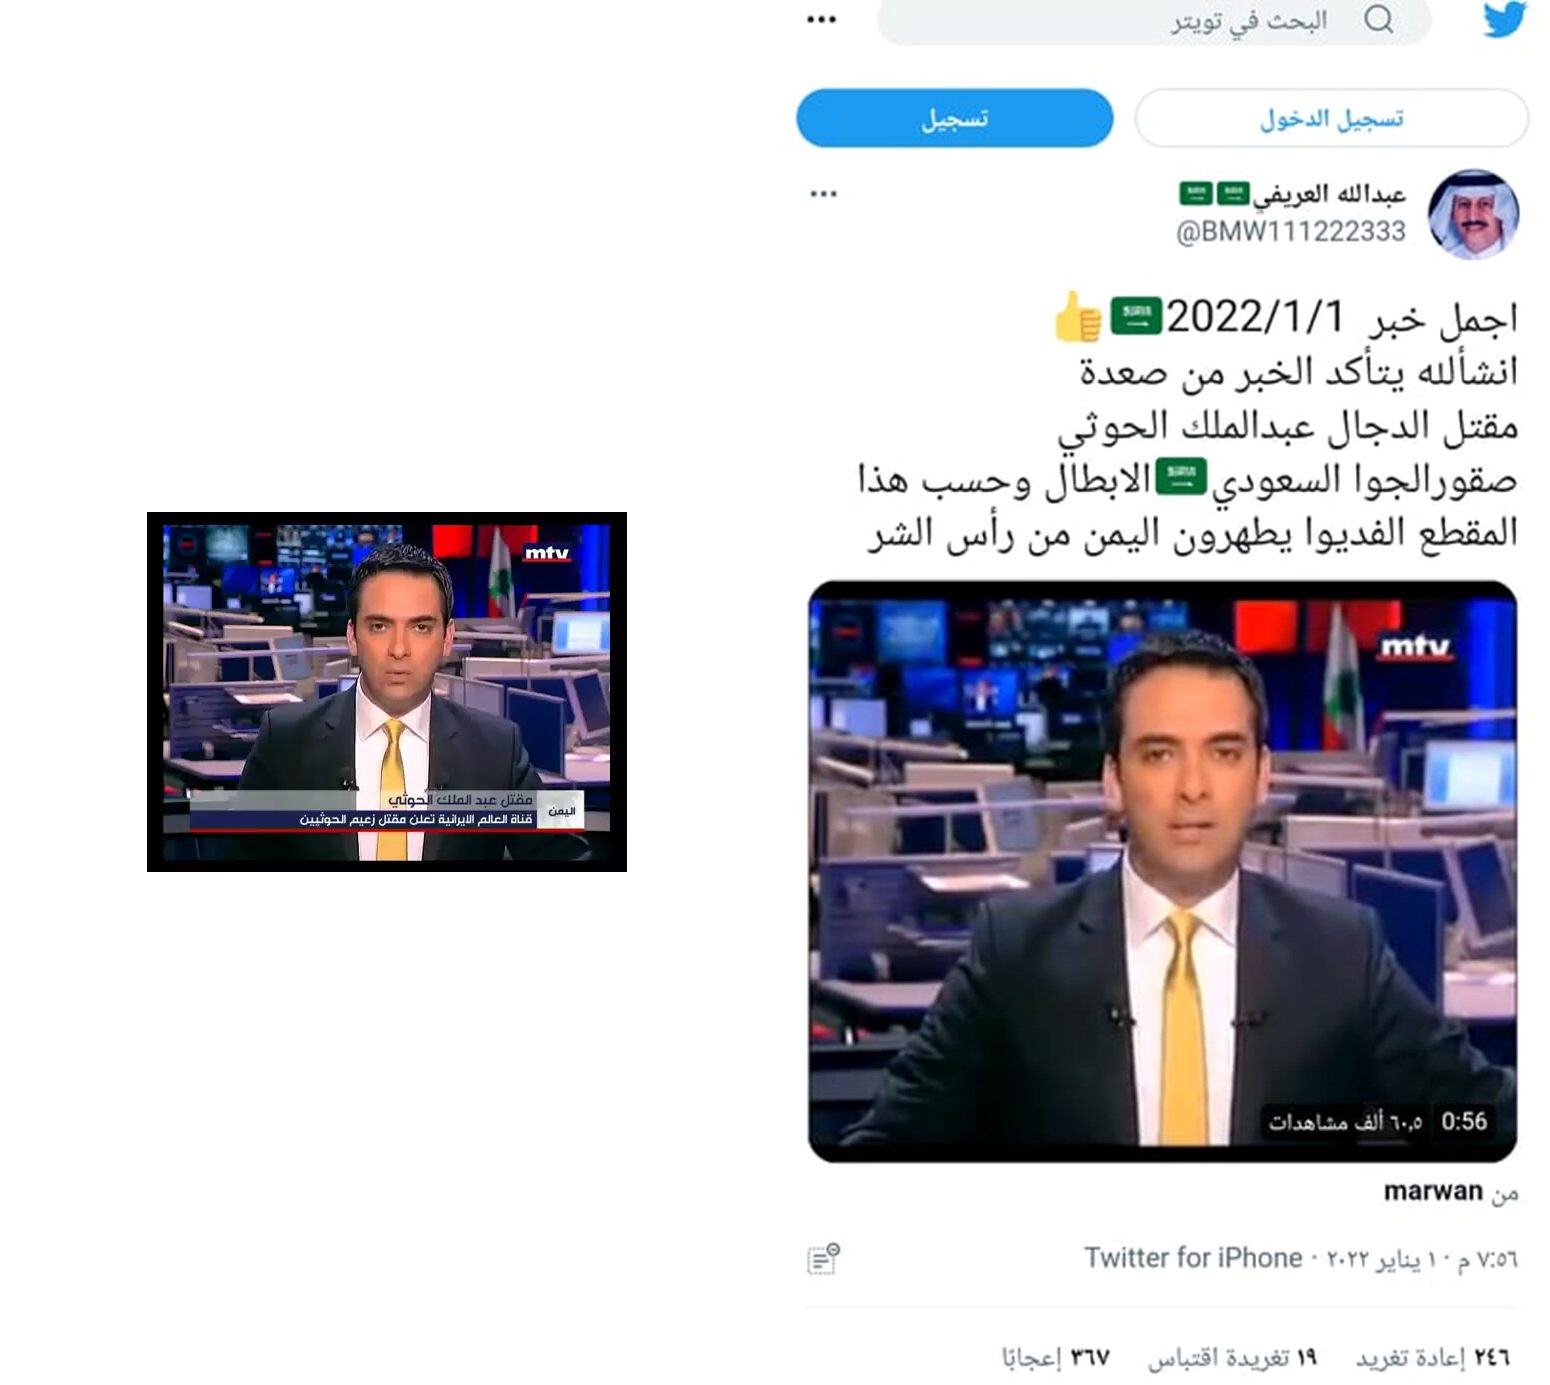 mtv
اليمن
مقتل عبد الملك الحوثي
قناة العالم الايرانية تعلن مقتل زعيم الحوثيين
البحث في تويتر
تسجيل الدخول
تسجيل
عبدالله العريفي🇸🇦🇸🇦
@BMW111222333
اجمل خبر 2022/1/1🇸🇦👍
انشألله يتأكد الخبر من صعدة
مقتل الدجال عبدالملك الحوثي
صقورالجوا السعودي🇸🇦الابطال وحسب هذا
المقطع الفديوا يطهرون اليمن من رأس الشر
mtv
0:56
٦٠٫٥ ألف مشاهدات
من marwan
٧:٥٦ م · ١ يناير ٢٠٢٢ · Twitter for iPhone
٢٤٦ إعادة تغريد ١٩ تغريدة اقتباس ٣٦٧ إعجابًا